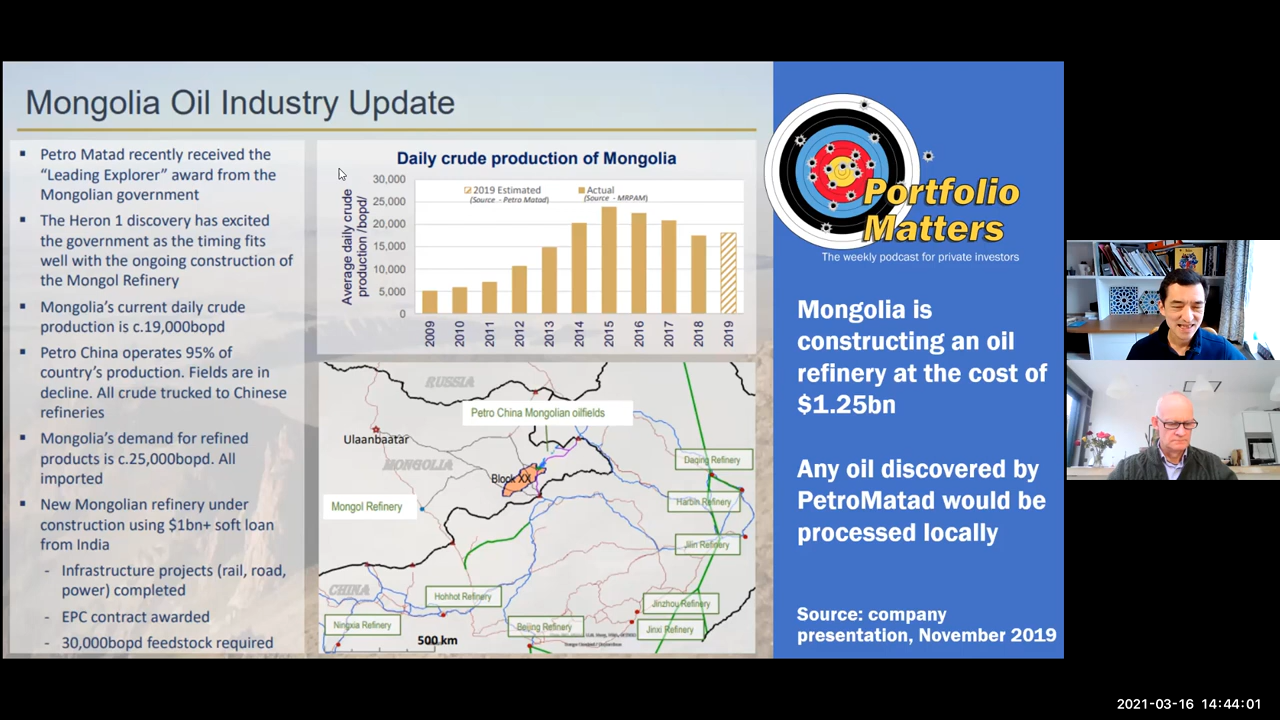 Mongolia Oil Industry Update
Petro Matad recently received the
"Leading Explorer" award from the
Mongolian government
The Heron 1 discovery has excited
the government as the timing fits
well with the ongoing construction of
the Mongol Refinery
Mongolia's current daily crude
production is c.19,000bopd
Petro China operates 95% of
country's production. Fields are in
decline. All crude trucked to Chinese
refineries
Mongolia's demand for refined
products is c.25,000bopd. All
imported
New Mongolian refinery under
construction using $1bn+ soft loan
from India
- Infrastructure projects (rail, road,
power) completed
- EPC contract awarded
- 30,000bopd feedstock required
Daily crude production of Mongolia
Average daily crude
production /bopd/
30,000
25,000
20,000
15,000
10,000
5,000
0
2019 Estimated
(Source - Petro Matad)
Actual
(Source - MRPAM)
2009
2010
2011
2012
2013
2014
2015
2016
2017
2018
2019
RUSSIA
Petro China Mongolian oilfields
Ulaanbaatar
MONGOLIA
Block XX
Daqing Refinery
Harbin Refinery
Mongol Refinery
Jilin Refinery
CHINA
Hohhot Refinery
Jinzhou Refinery
Ningxia Refinery
Beijing Refinery
Jinxi Refinery
500 km
Portfolio
Matters
The weekly podcast for private investors
Mongolia is
constructing an oil
refinery at the cost of
$1.25bn
Any oil discovered by
PetroMatad would be
processed locally
Source: company
presentation, November 2019
2021-03-16 14:44:01